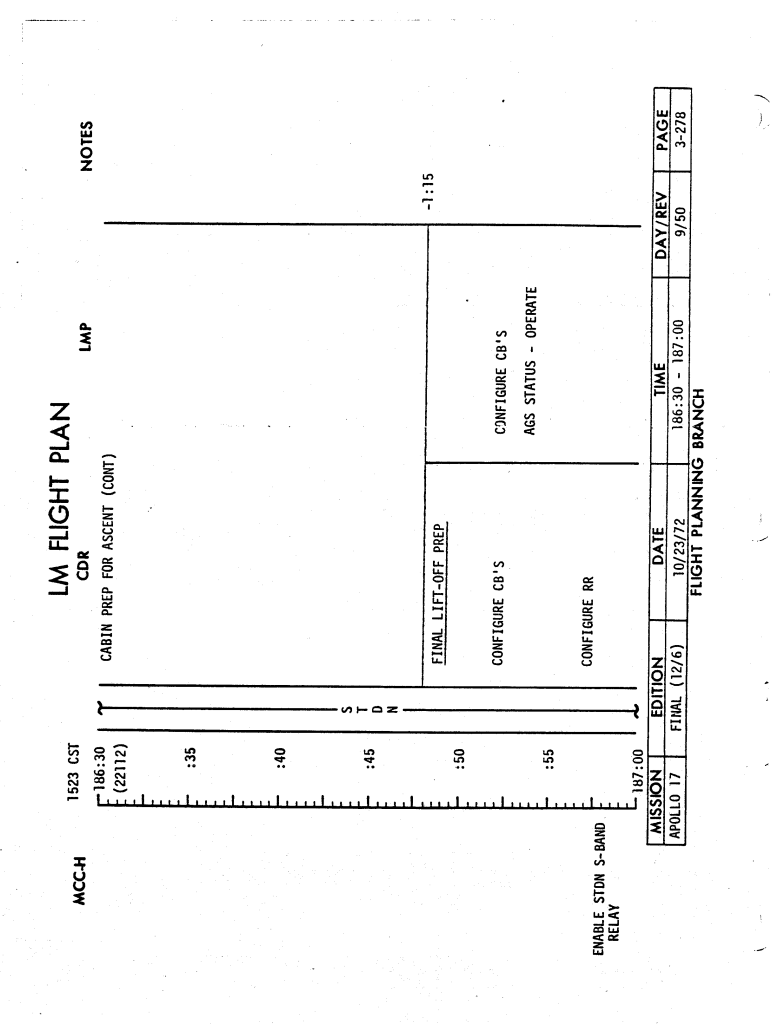 LM FLIGHT PLAN
MCC-H CDR LMP NOTES
1523 CST
186:30 CABIN PREP FOR ASCENT (CONT)
(22112)
:35
:40
STDN
:45
-1:15
FINAL LIFT-OFF PREP
:50
CONFIGURE CB'S CONFIGURE CB'S
AGS STATUS - OPERATE
:55
CONFIGURE RR
ENABLE STDN S-BAND
RELAY
187:00
MISSION EDITION DATE TIME DAY/REV PAGE
APOLLO 17 FINAL (12/6) 10/23/72 186:30 - 187:00 9/50 3-278
FLIGHT PLANNING BRANCH